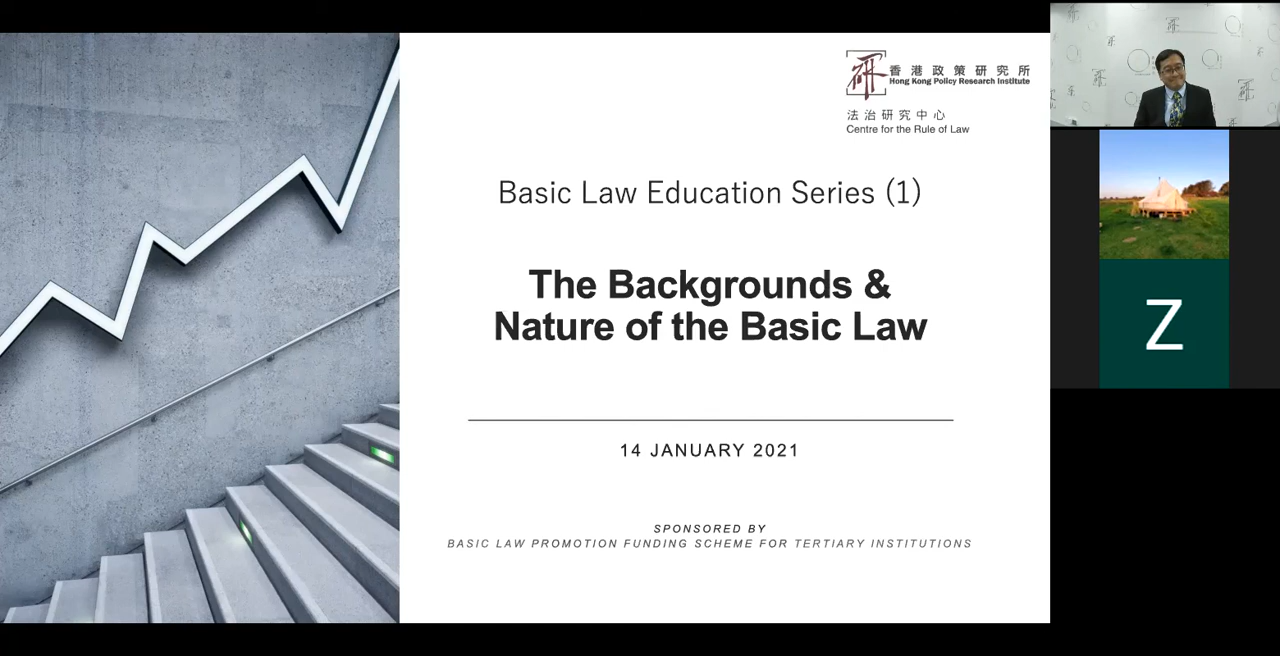 香港政策研究所
Hong Kong Policy Research Institute
法治研究中心
Centre for the Rule of Law
Basic Law Education Series (1)
The Backgrounds &
Nature of the Basic Law
14 JANUARY 2021
SPONSORED BY
BASIC LAW PROMOTION FUNDING SCHEME FOR TERTIARY INSTITUTIONS
Z